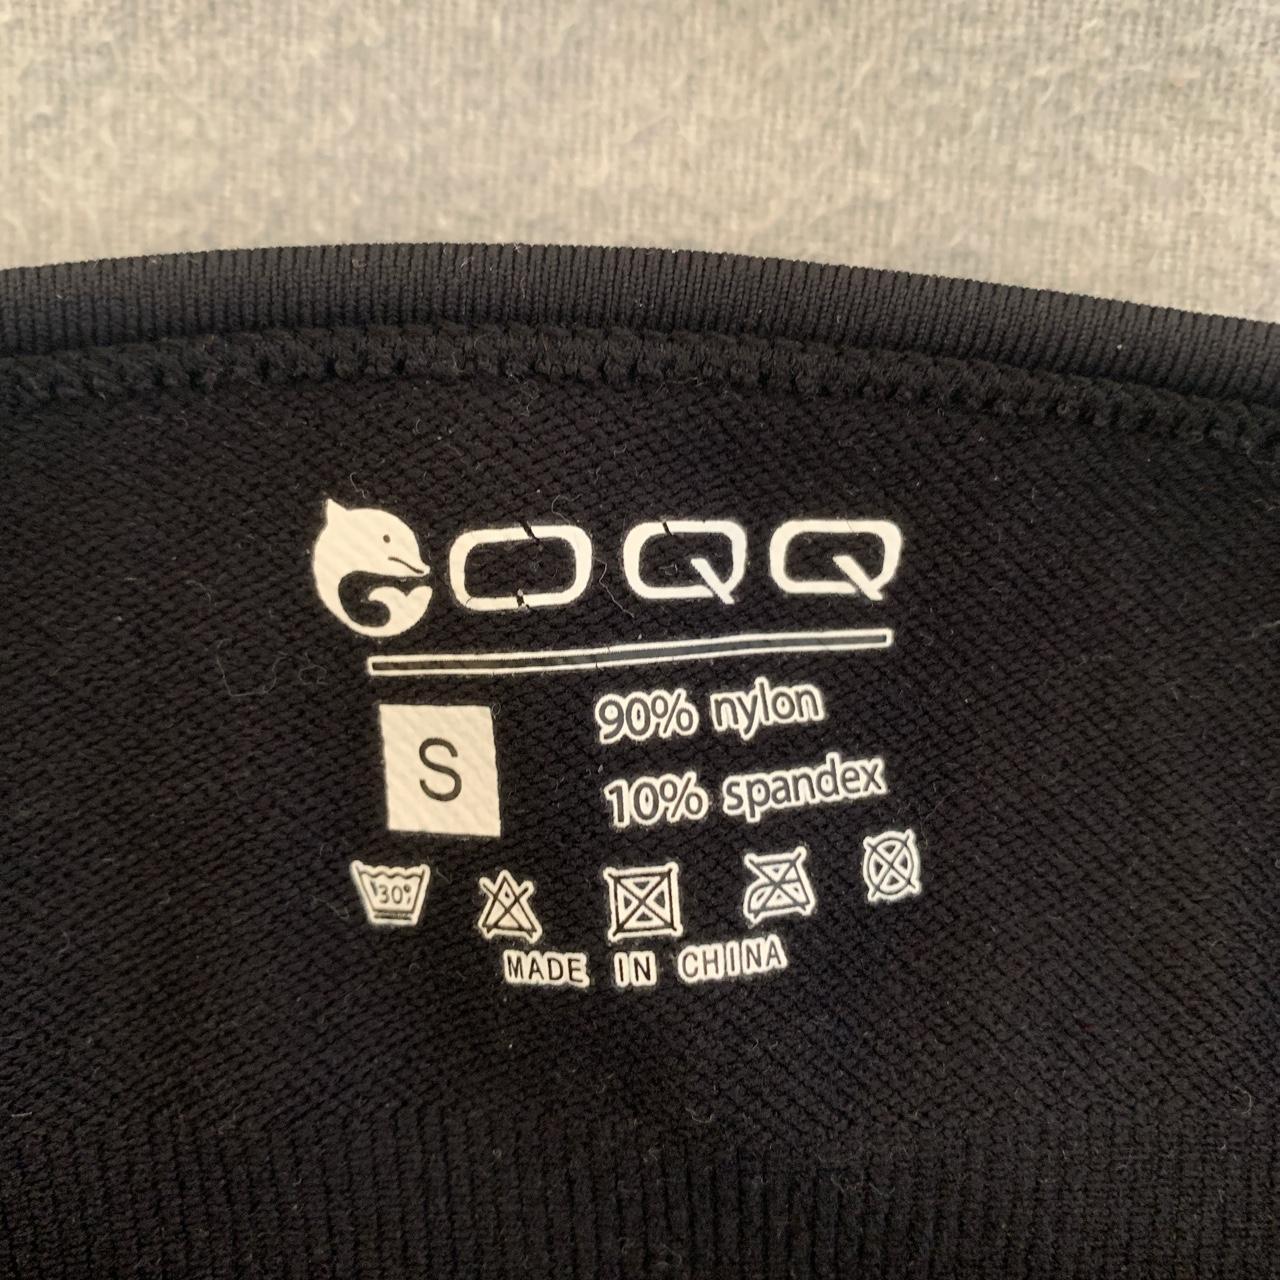 OQQ
S
90% nylon
10% spandex
30°
MADE IN CHINA